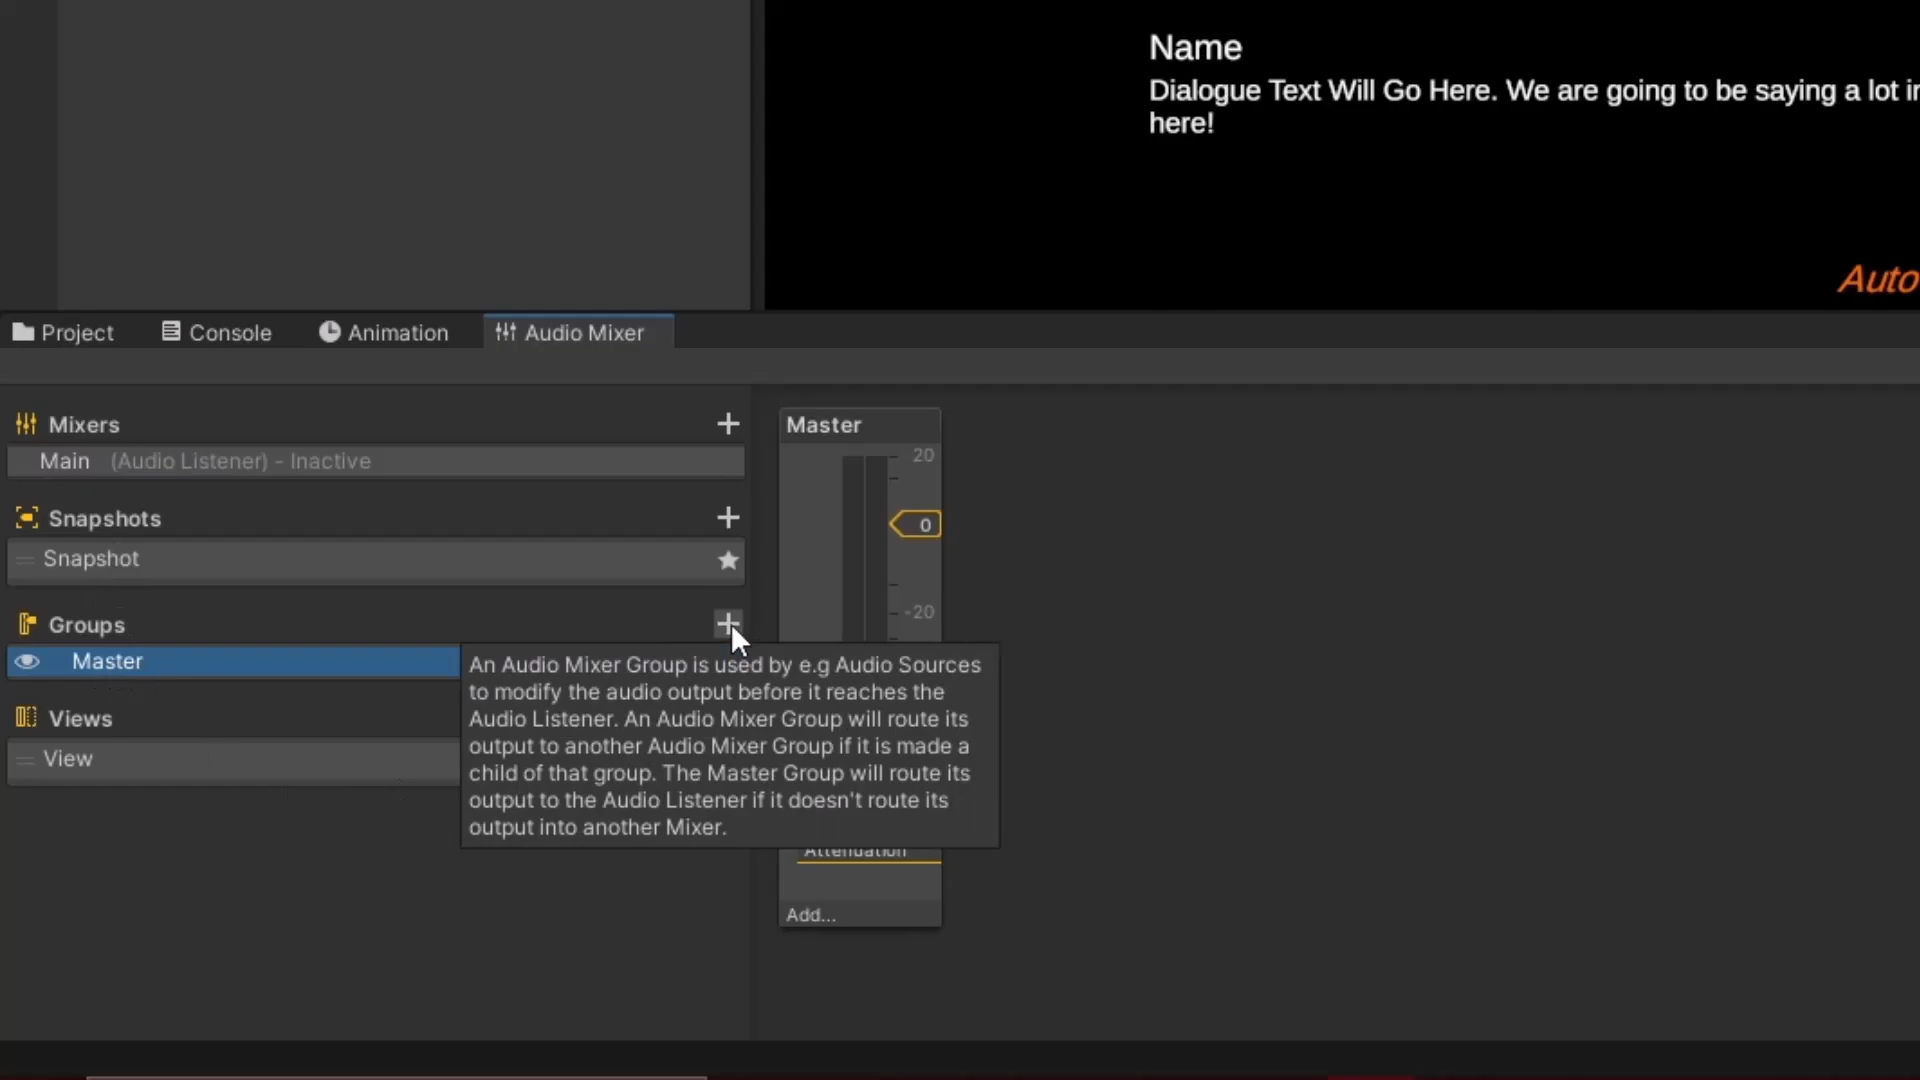 Name
Dialogue Text Will Go Here. We are going to be saying a lot
here!
Auto
Project
Console
Animation
Audio Mixer
Mixers
Main (Audio Listener) - Inactive
Snapshots
Snapshot
Groups
Master
Views
View
An Audio Mixer Group is used by e.g Audio Sources
to modify the audio output before it reaches the
Audio Listener. An Audio Mixer Group will route its
output to another Audio Mixer Group if it is made a
child of that group. The Master Group will route its
output to the Audio Listener if it doesn't route its
output into another Mixer.
Master
20
0
-20
Attenuation
Add...